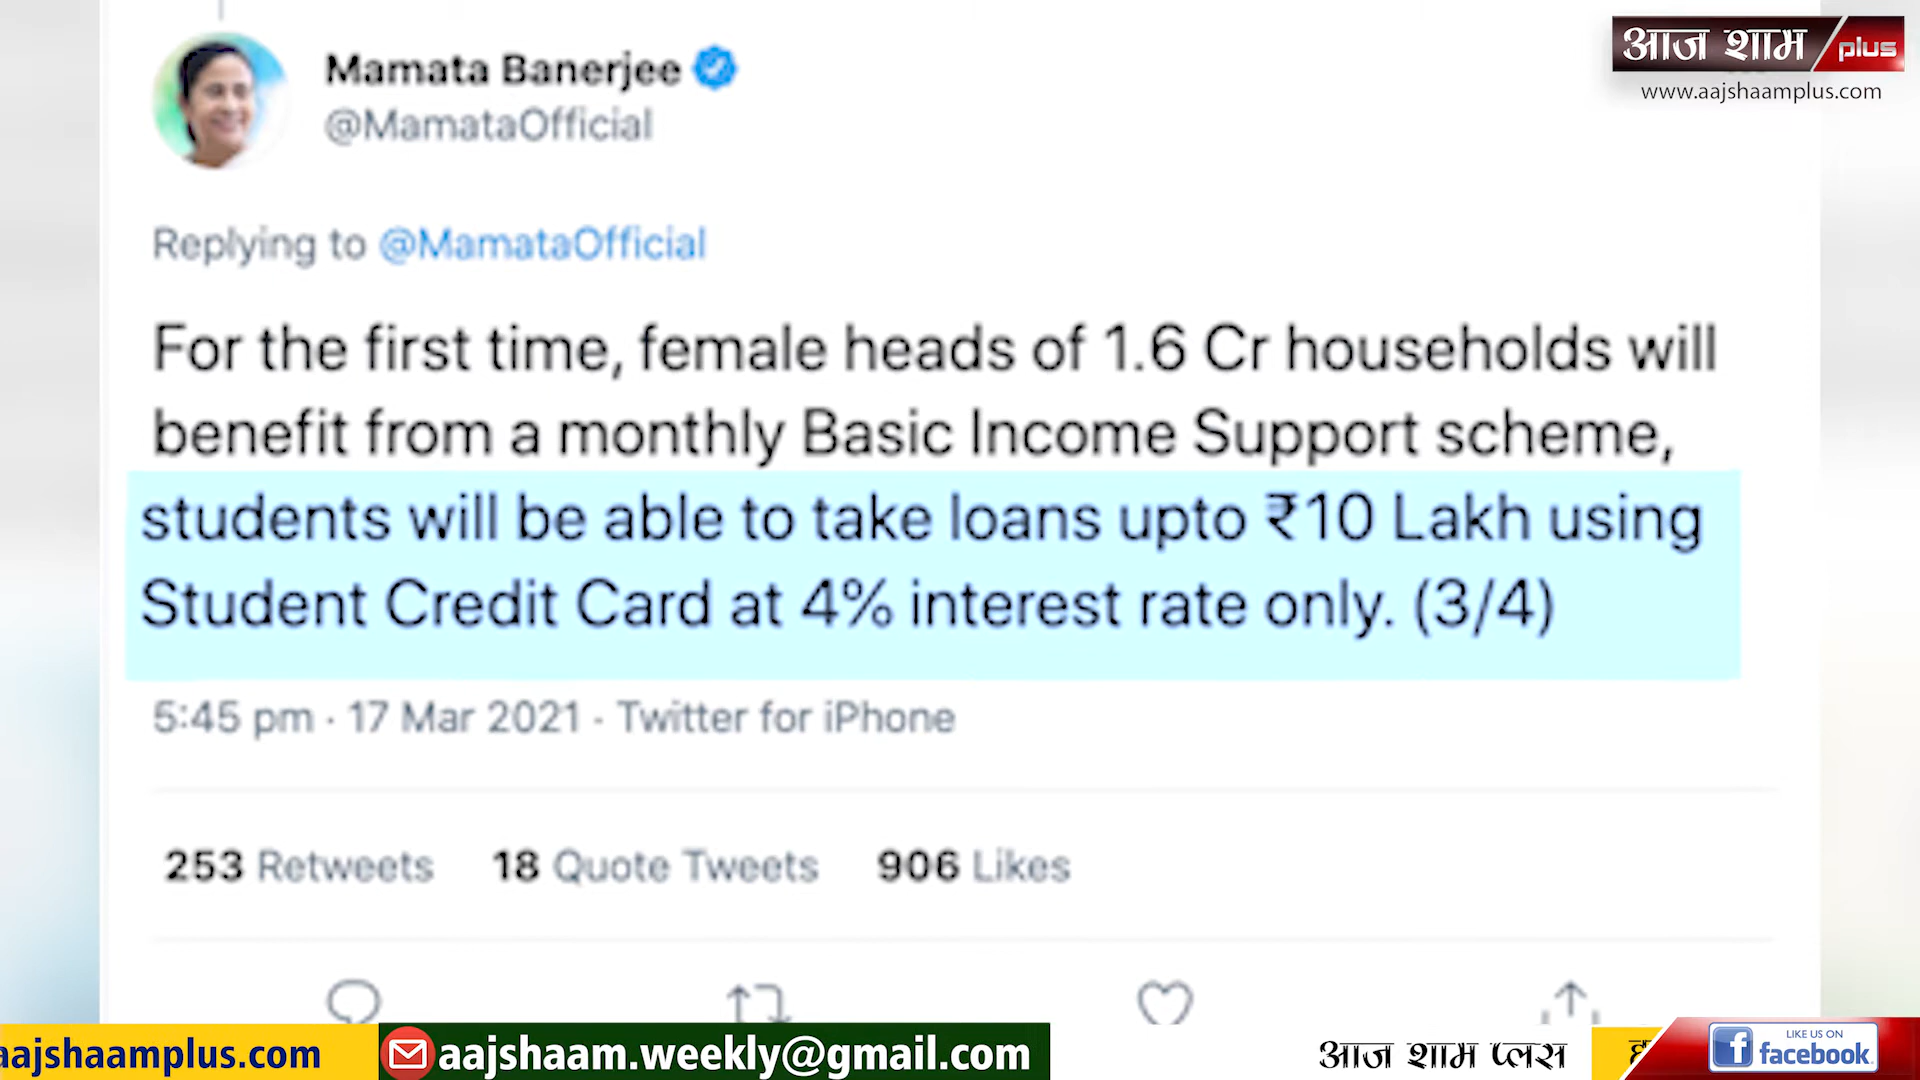 Mamata Banerjee
@MamataOfficial
आज शाम plus
www.aajshaamplus.com
Replying to @MamataOfficial
For the first time, female heads of 1.6 Cr households will
benefit from a monthly Basic Income Support scheme,
students will be able to take loans upto ₹10 Lakh using
Student Credit Card at 4% interest rate only. (3/4)
5:45 pm · 17 Mar 2021 · Twitter for iPhone
253 Retweets 18 Quote Tweets 906 Likes
aajshaamplus.com
aajshaam.weekly@gmail.com
आज शाम प्लस
LIKE US ON
facebook